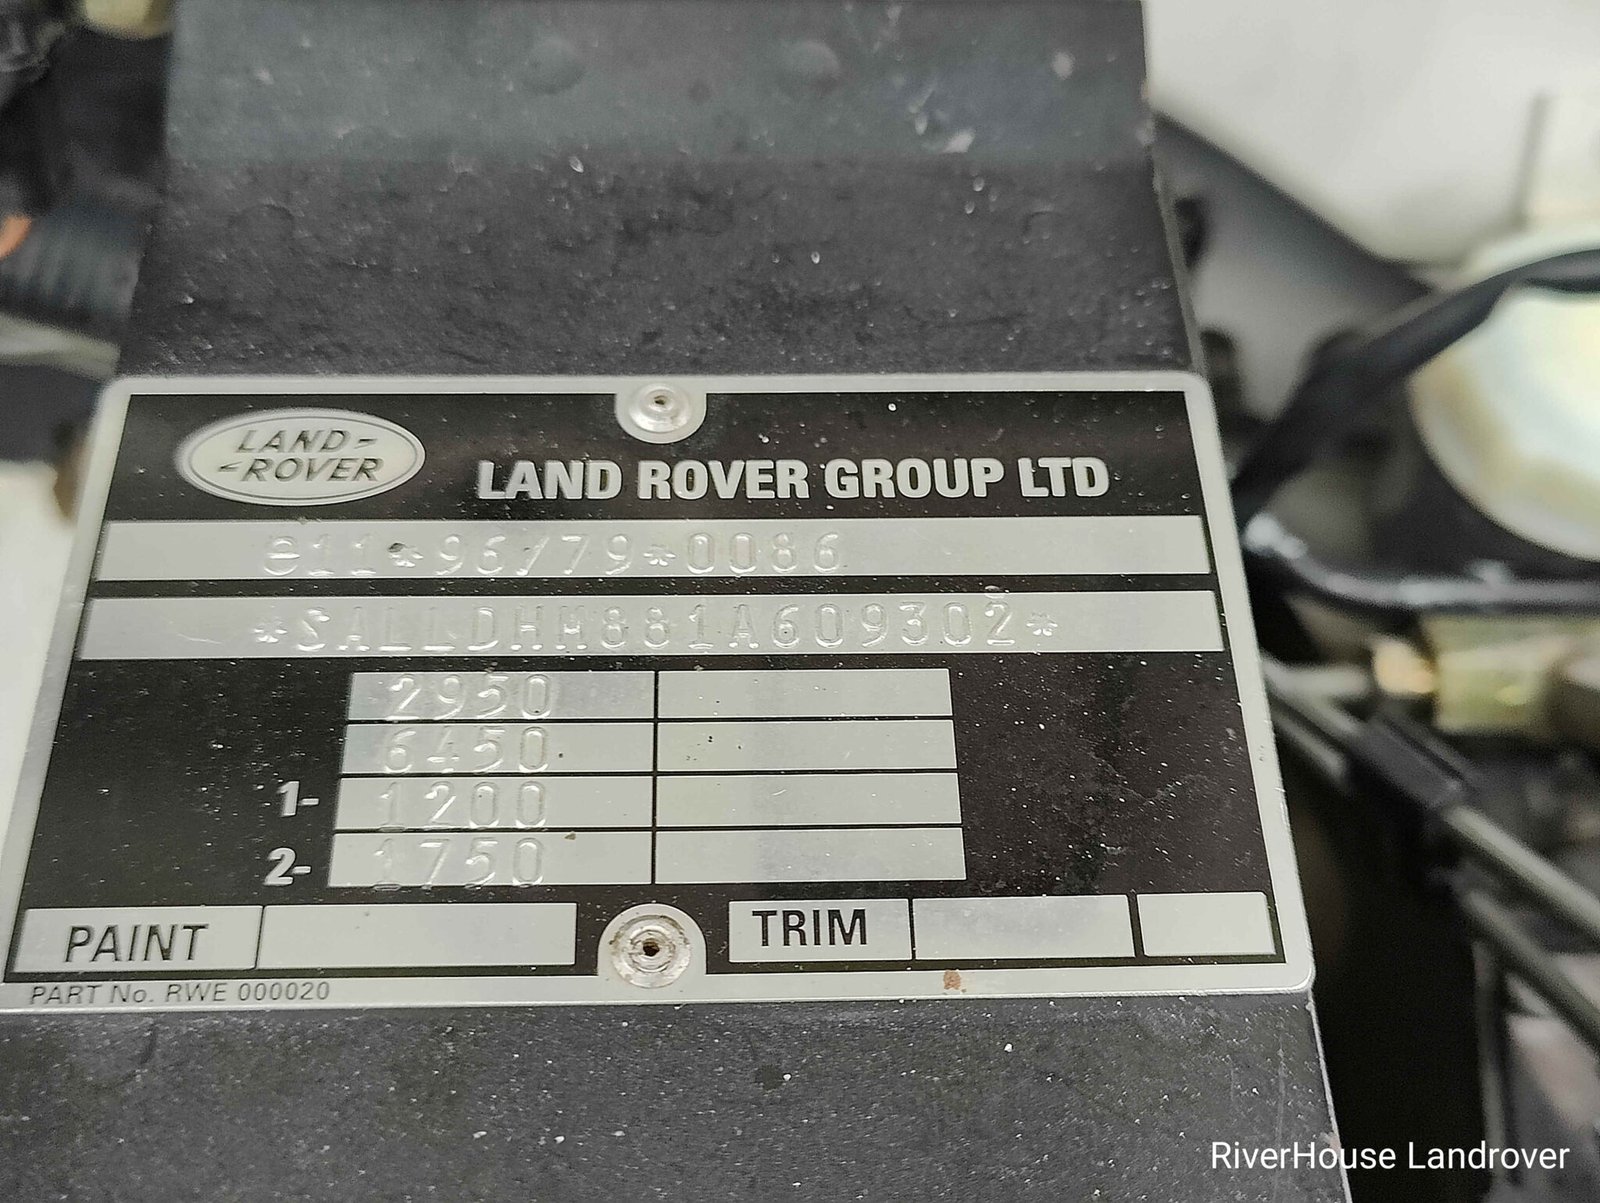 LAND-
-ROVER
LAND ROVER GROUP LTD
e11*96/79*0086
*SALLDHM881A609302*
2950
6450
1- 1200
2- 1750
PAINT
TRIM
PART No. RWE 000020
RiverHouse Landrover